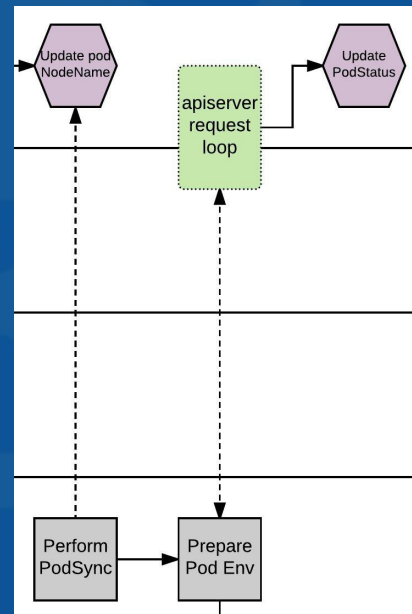 Update pod
NodeName
apiserver
request
loop
Update
PodStatus
Perform
PodSync
Prepare
Pod Env